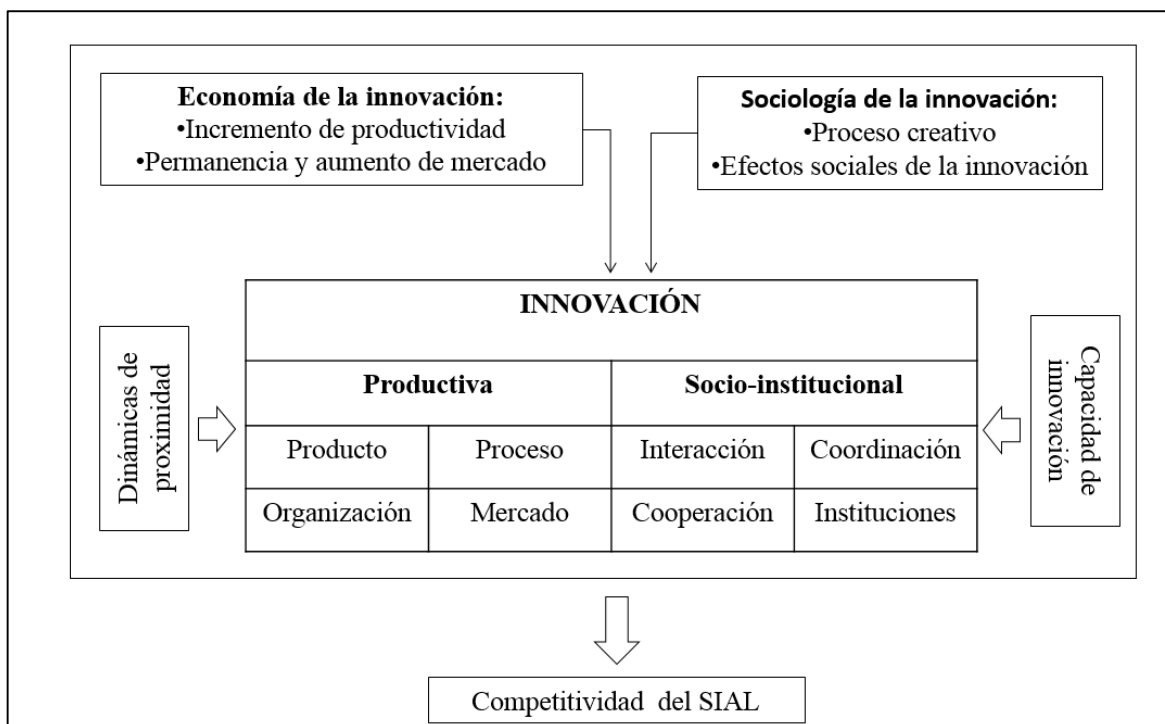 Economía de la innovación:
•Incremento de productividad
•Permanencia y aumento de mercado
Sociología de la innovación:
•Proceso creativo
•Efectos sociales de la innovación
INNOVACIÓN
Dinámicas de
proximidad
Productiva
Socio-institucional
Producto
Proceso
Interacción
Coordinación
Organización
Mercado
Cooperación
Instituciones
Capacidad de
innovación
Competitividad del SIAL